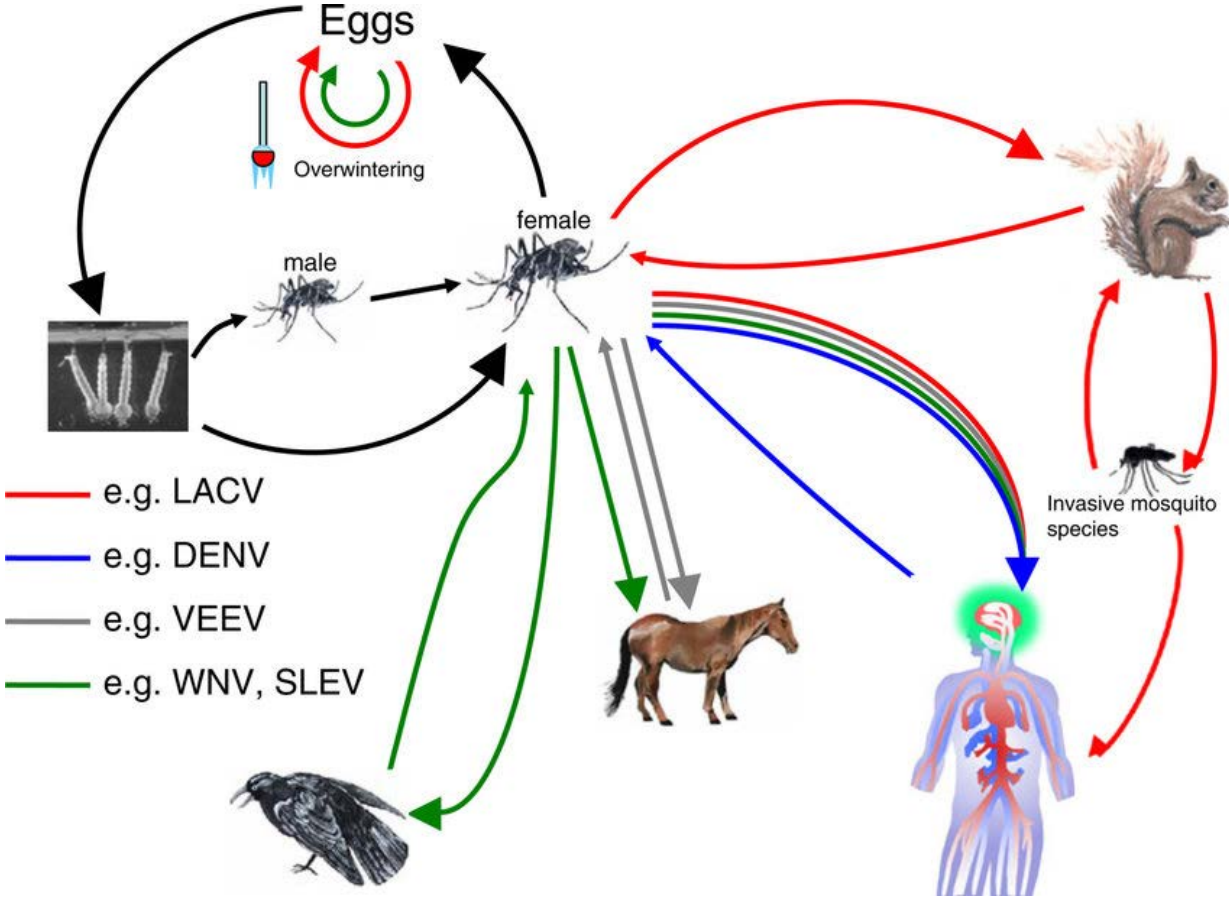 Eggs
Overwintering
female
male
Invasive mosquito
species
e.g. LACV
e.g. DENV
e.g. VEEV
e.g. WNV, SLEV